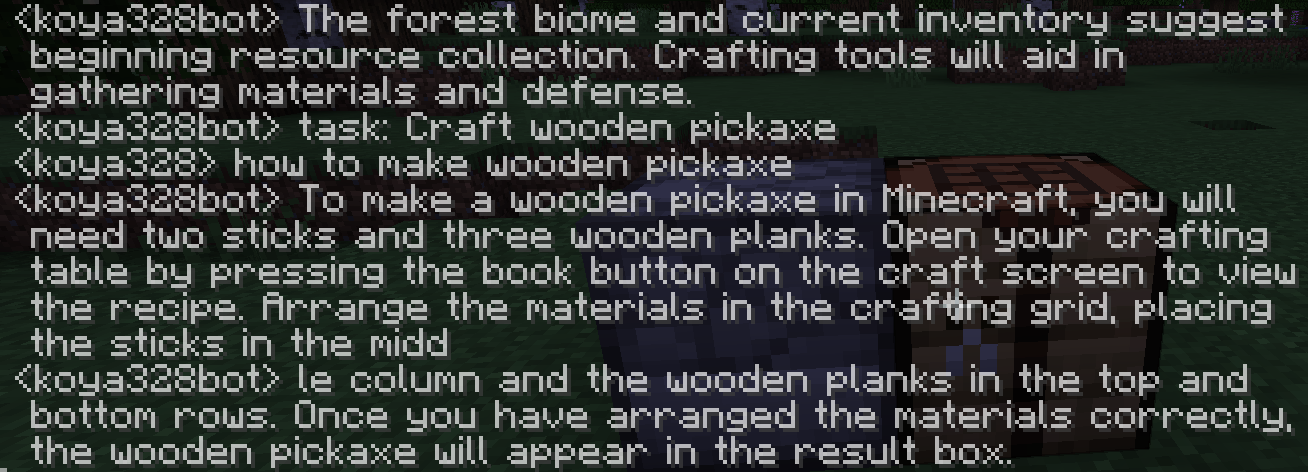 <koya328bot> The forest biome and current inventory suggest
beginning resource collection. Crafting tools will aid in
gathering materials and defense.
<koya328bot> task: Craft wooden pickaxe
<koya328> how to make wooden pickaxe
<koya328bot> To make a wooden pickaxe in Minecraft, you will
need two sticks and three wooden planks. Open your crafting
table by pressing the book button on the craft screen to view
the recipe. Arrange the materials in the crafting grid, placing
the sticks in the midd
<koya328bot> le column and the wooden planks in the top and
bottom rows. Once you have arranged the materials correctly,
the wooden pickaxe will appear in the result box.